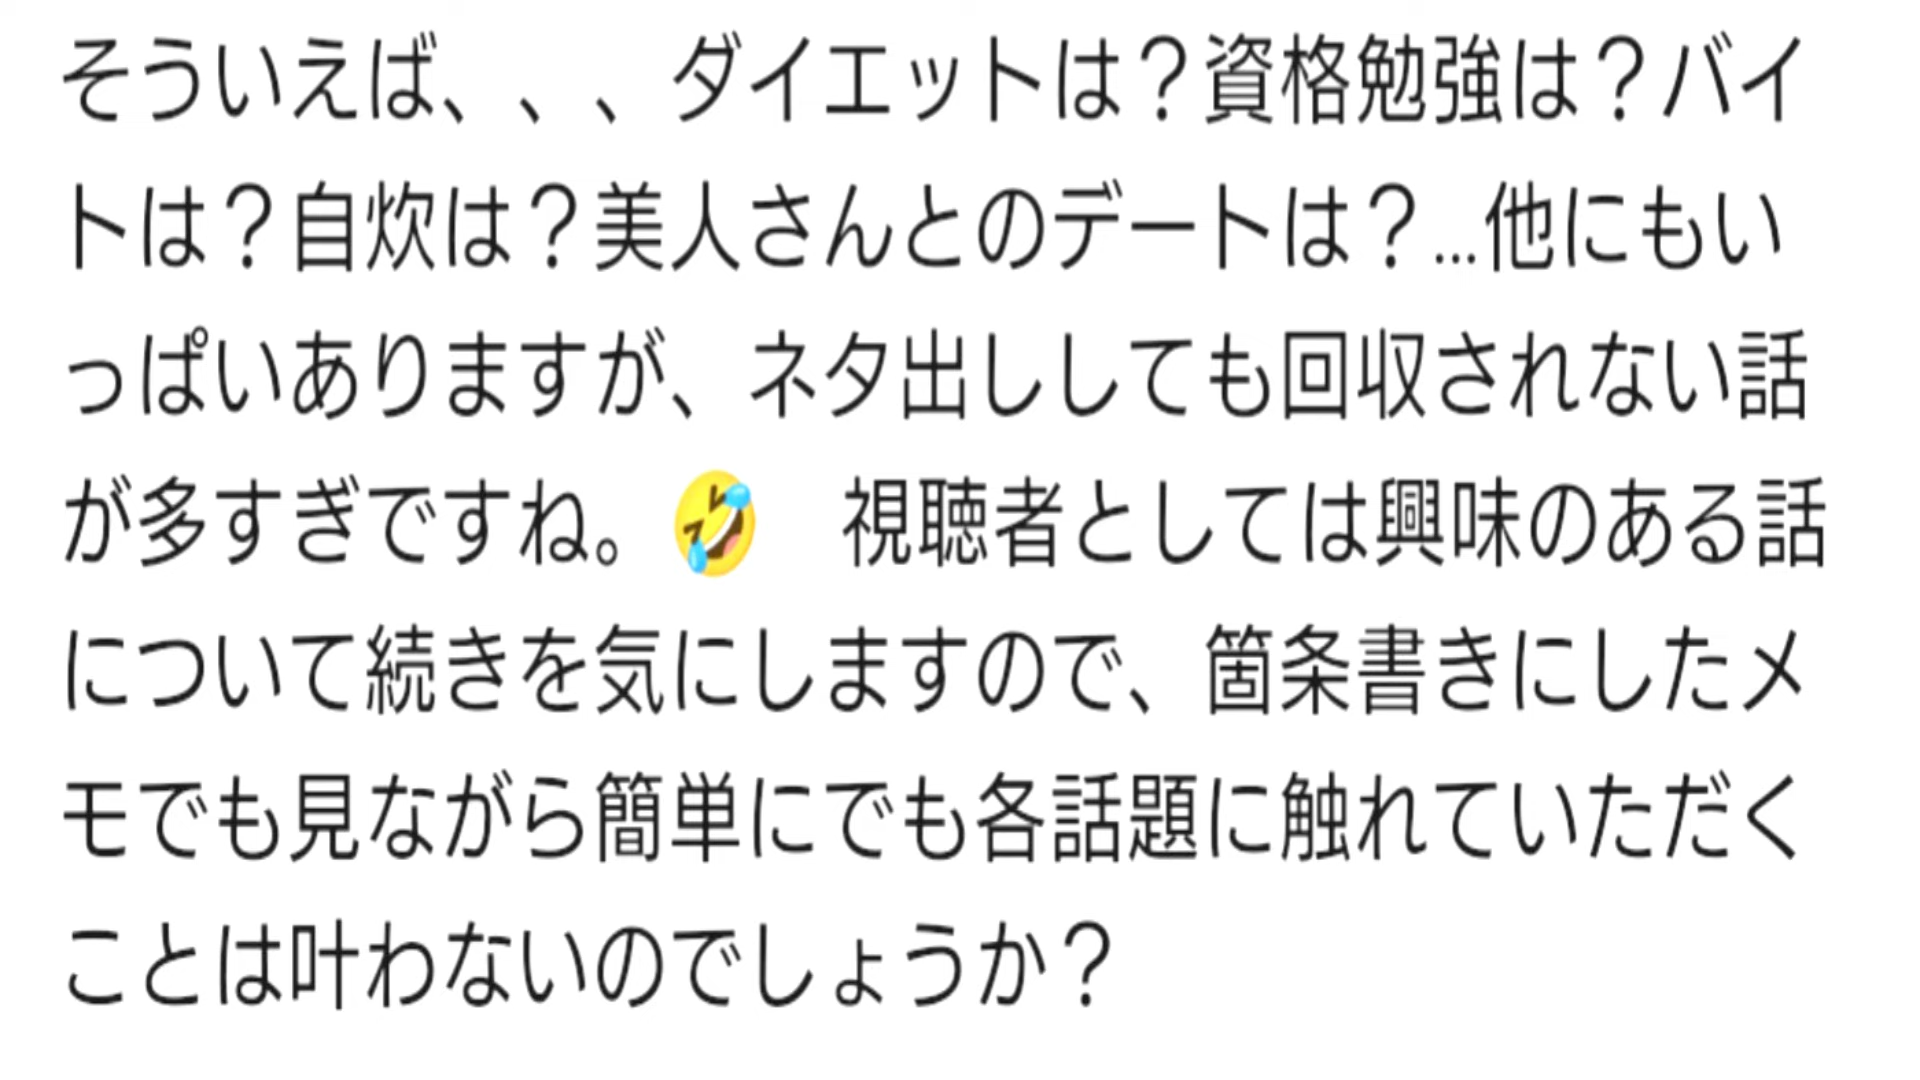 そういえば、、、ダイエットは？資格勉強は？バイ
トは？自炊は？美人さんとのデートは？...他にもい
っぱいありますが、ネタ出ししても回収されない話
が多すぎですね。🤣　視聴者としては興味のある話
について続きを気にしますので、箇条書きにしたメ
モでも見ながら簡単にでも各話題に触れていただく
ことは叶わないのでしょうか？